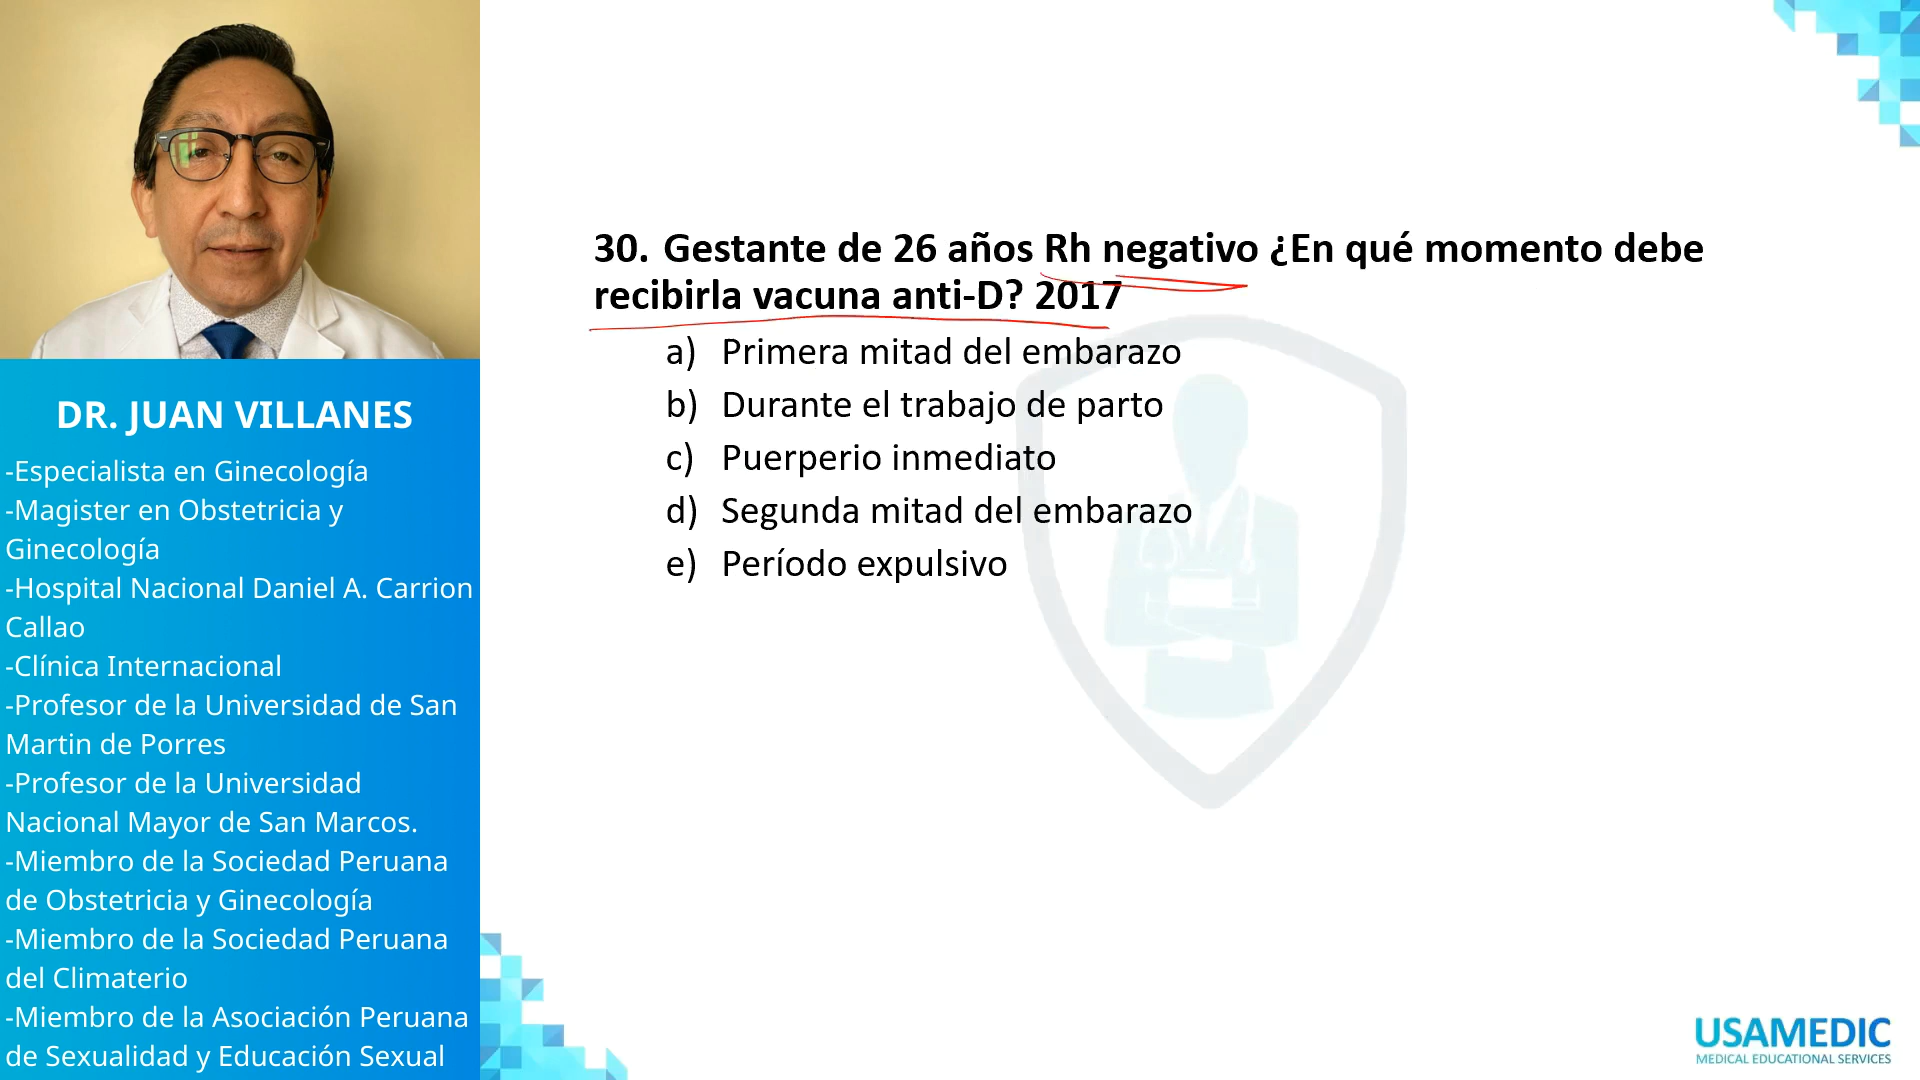 DR. JUAN VILLANES
-Especialista en Ginecología
-Magister en Obstetricia y
Ginecología
-Hospital Nacional Daniel A. Carrion
Callao
-Clínica Internacional
-Profesor de la Universidad de San
Martin de Porres
-Profesor de la Universidad
Nacional Mayor de San Marcos.
-Miembro de la Sociedad Peruana
de Obstetricia y Ginecología
-Miembro de la Sociedad Peruana
del Climaterio
-Miembro de la Asociación Peruana
de Sexualidad y Educación Sexual
30. Gestante de 26 años Rh negativo ¿En qué momento debe
recibirla vacuna anti-D? 2017
a) Primera mitad del embarazo
b) Durante el trabajo de parto
c) Puerperio inmediato
d) Segunda mitad del embarazo
e) Período expulsivo
USAMEDIC
MEDICAL EDUCATIONAL SERVICES